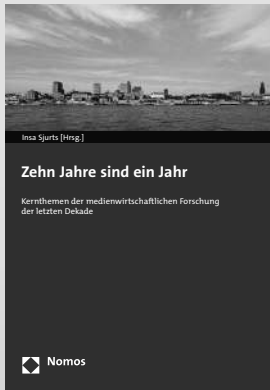 Insa Sjurts [Hrsg.]
Zehn Jahre sind ein Jahr
Kernthemen der medienwirtschaftlichen Forschung
der letzten Dekade
Nomos